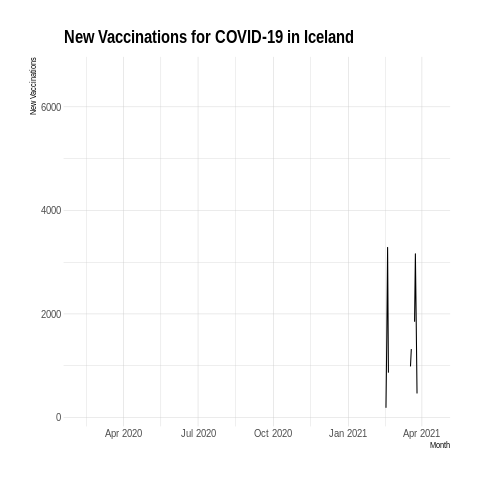 New Vaccinations for COVID-19 in Iceland
New Vaccinations
6000
4000
2000
0
Apr 2020
Jul 2020
Oct 2020
Jan 2021
Apr 2021
Month